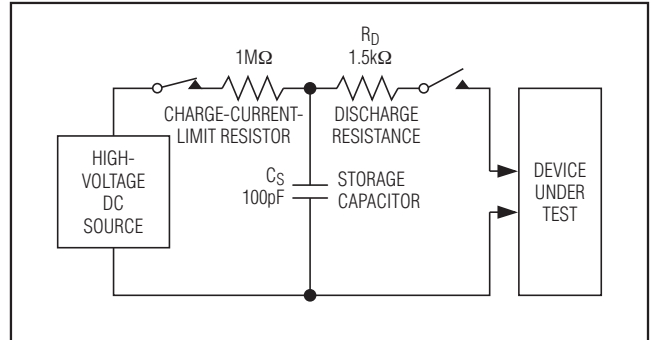 R_D
1MΩ
1.5kΩ
CHARGE-CURRENT-
LIMIT RESISTOR
DISCHARGE
RESISTANCE
HIGH-
VOLTAGE
DC
SOURCE
C_S
100pF
STORAGE
CAPACITOR
DEVICE
UNDER
TEST